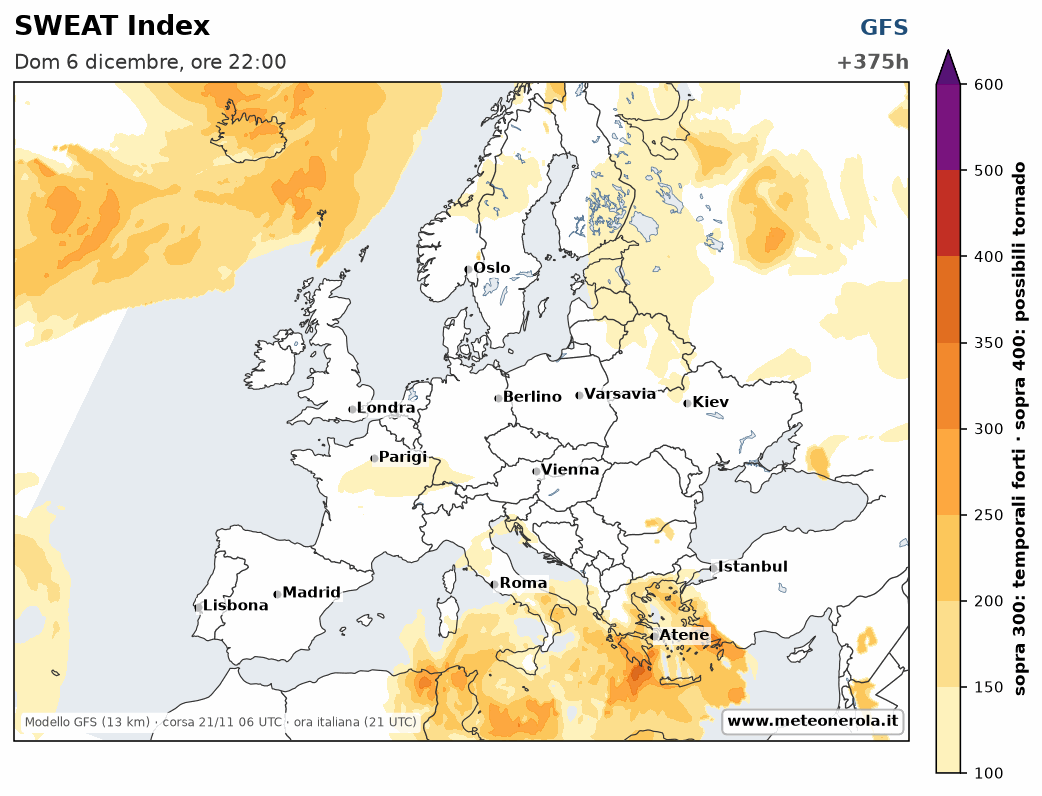 SWEAT Index
GFS
Dom 6 dicembre, ore 22:00
+375h
Oslo
Berlino
Varsavia
Londra
Kiev
Parigi
Vienna
Istanbul
Roma
Madrid
Lisbona
Atene
Modello GFS (13 km) · corsa 21/11 06 UTC · ora italiana (21 UTC)
www.meteonerola.it
600
500
400
350
300
250
200
150
100
sopra 300: temporali forti · sopra 400: possibili tornado